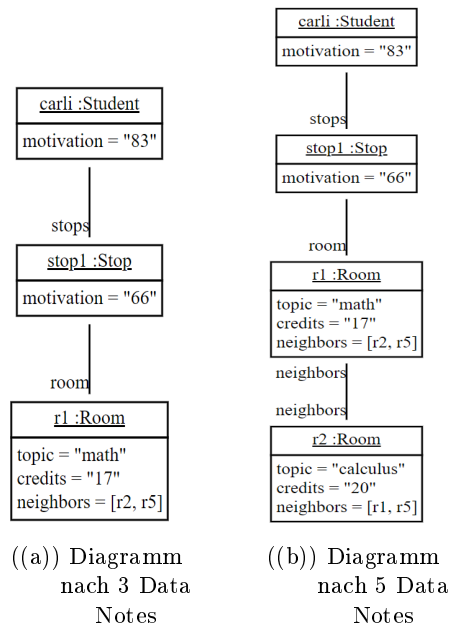 carli :Student
motivation = "83"
stops
stop1 :Stop
motivation = "66"
room
r1 :Room
topic = "math"
credits = "17"
neighbors = [r2, r5]
((a)) Diagramm
nach 3 Data
Notes
carli :Student
motivation = "83"
stops
stop1 :Stop
motivation = "66"
room
r1 :Room
topic = "math"
credits = "17"
neighbors = [r2, r5]
neighbors
neighbors
r2 :Room
topic = "calculus"
credits = "20"
neighbors = [r1, r5]
((b)) Diagramm
nach 5 Data
Notes